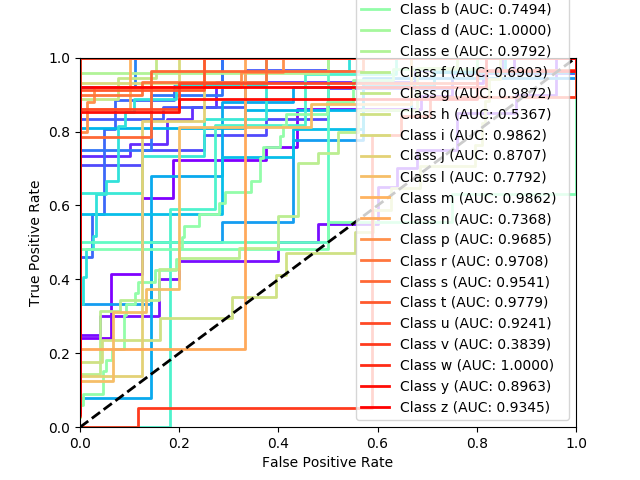 Class b (AUC: 0.7494)
Class d (AUC: 1.0000)
Class e (AUC: 0.9792)
Class f (AUC: 0.6903)
Class g (AUC: 0.9872)
Class h (AUC: 0.5367)
Class i (AUC: 0.9862)
Class j (AUC: 0.8707)
Class l (AUC: 0.7792)
Class m (AUC: 0.9862)
Class n (AUC: 0.7368)
Class p (AUC: 0.9685)
Class r (AUC: 0.9708)
Class s (AUC: 0.9541)
Class t (AUC: 0.9779)
Class u (AUC: 0.9241)
Class v (AUC: 0.3839)
Class w (AUC: 1.0000)
Class y (AUC: 0.8963)
Class z (AUC: 0.9345)
1.0
0.8
0.6
0.4
0.2
0.0
True Positive Rate
0.0 0.2 0.4 0.6 0.8 1.0
False Positive Rate